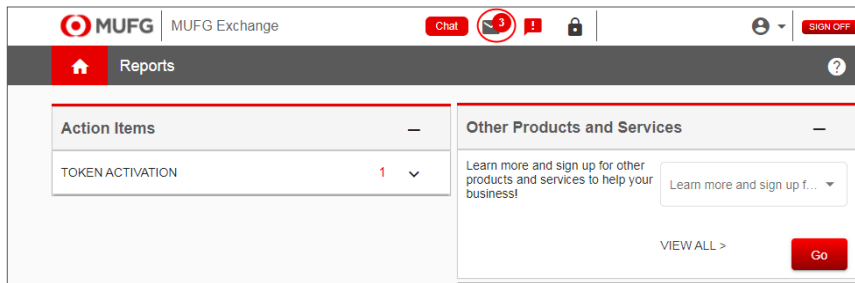 MUFG MUFG Exchange Chat 3 SIGN OFF
Reports ?
Action Items
TOKEN ACTIVATION 1
Other Products and Services
Learn more and sign up for other
products and services to help your
business!
Learn more and sign up f...
VIEW ALL >
Go